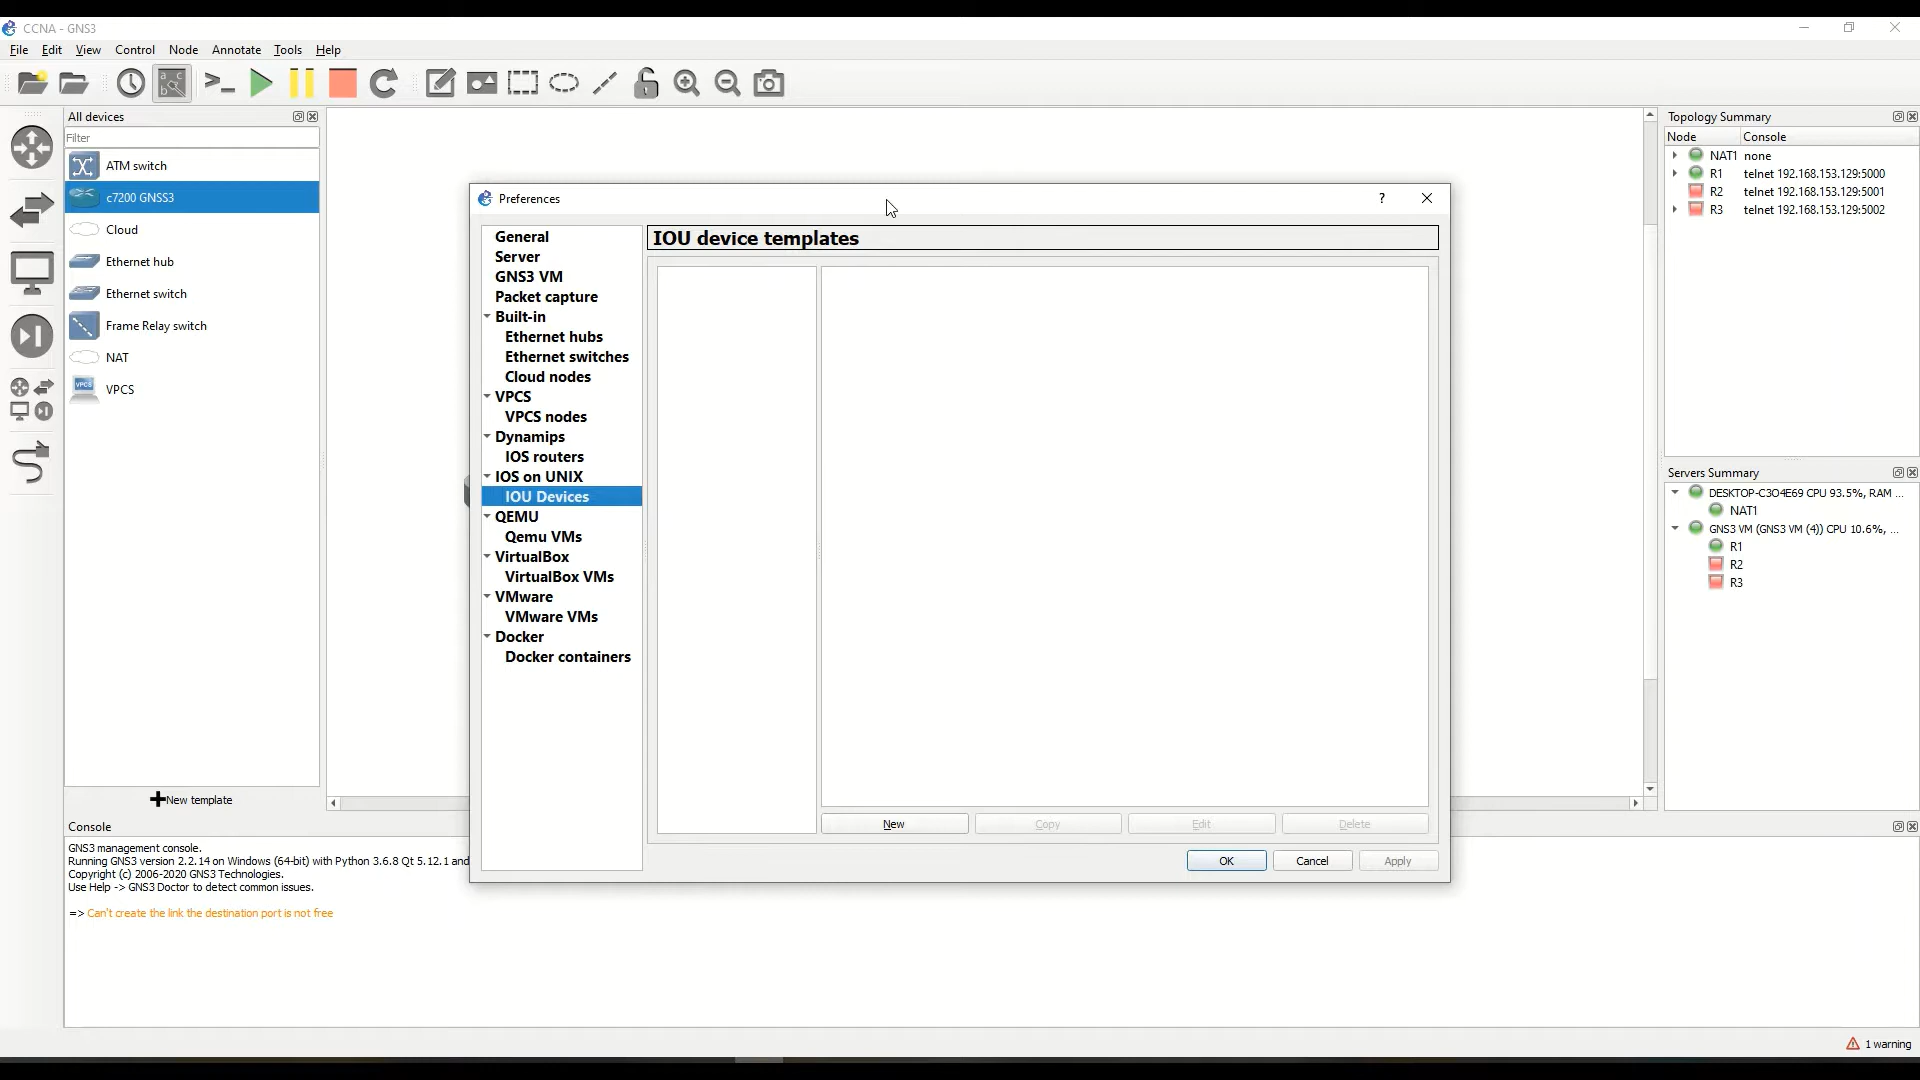 CCNA - GNS3
File Edit View Control Node Annotate Tools Help
All devices
Filter
ATM switch
c7200 GNSS3
Cloud
Ethernet hub
Ethernet switch
Frame Relay switch
NAT
VPCS
VPCS
New template
Preferences
?
General
Server
GNS3 VM
Packet capture
Built-in
Ethernet hubs
Ethernet switches
Cloud nodes
VPCS
VPCS nodes
Dynamips
IOS routers
IOS on UNIX
IOU Devices
QEMU
Qemu VMs
VirtualBox
VirtualBox VMs
VMware
VMware VMs
Docker
Docker containers
IOU device templates
New Copy Edit Delete
OK Cancel Apply
Topology Summary
Node Console
NAT1 none
R1 telnet 192.168.153.129:5000
R2 telnet 192.168.153.129:5001
R3 telnet 192.168.153.129:5002
Servers Summary
DESKTOP-C3O4E69 CPU 93.5%, RAM ...
NAT1
GNS3 VM (GNS3 VM (4)) CPU 10.6%, ...
R1
R2
R3
Console
GNS3 management console.
Running GNS3 version 2.2.14 on Windows (64-bit) with Python 3.6.8 Qt 5.12.1 and
Copyright (c) 2006-2020 GNS3 Technologies.
Use Help -> GNS3 Doctor to detect common issues.
=> Can't create the link the destination port is not free
1 warning